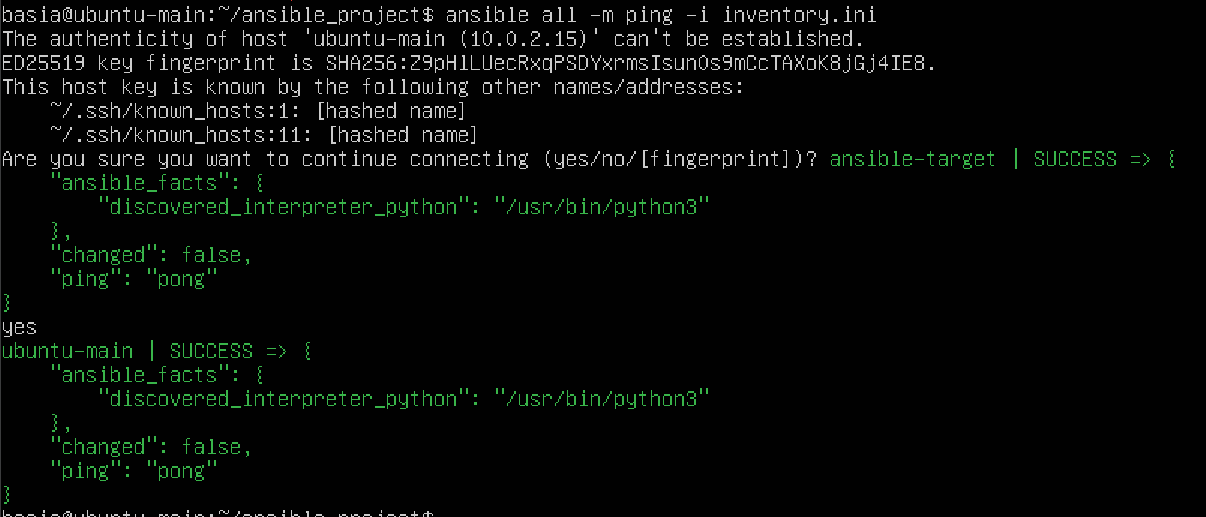 basia@ubuntu-main:~/ansible_project$ ansible all -m ping -i inventory.ini
The authenticity of host 'ubuntu-main (10.0.2.15)' can't be established.
ED25519 key fingerprint is SHA256:Z9pHlLUecRxqPSDYxrmsIsunOs9mCcTAXoK8jGj4IE8.
This host key is known by the following other names/addresses:
    ~/.ssh/known_hosts:1: [hashed name]
    ~/.ssh/known_hosts:11: [hashed name]
Are you sure you want to continue connecting (yes/no/[fingerprint])? ansible-target | SUCCESS => {
    "ansible_facts": {
        "discovered_interpreter_python": "/usr/bin/python3"
    },
    "changed": false,
    "ping": "pong"
}
yes
ubuntu-main | SUCCESS => {
    "ansible_facts": {
        "discovered_interpreter_python": "/usr/bin/python3"
    },
    "changed": false,
    "ping": "pong"
}
basia@ubuntu-main:~/ansible_project$